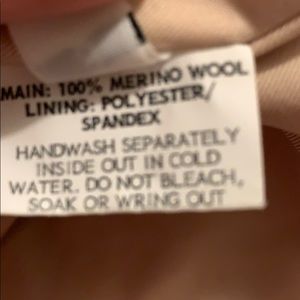 MAIN: 100% MERINO WOOL
LINING: POLYESTER/
SPANDEX
HANDWASH SEPARATELY
INSIDE OUT IN COLD
WATER. DO NOT BLEACH,
SOAK OR WRING OUT